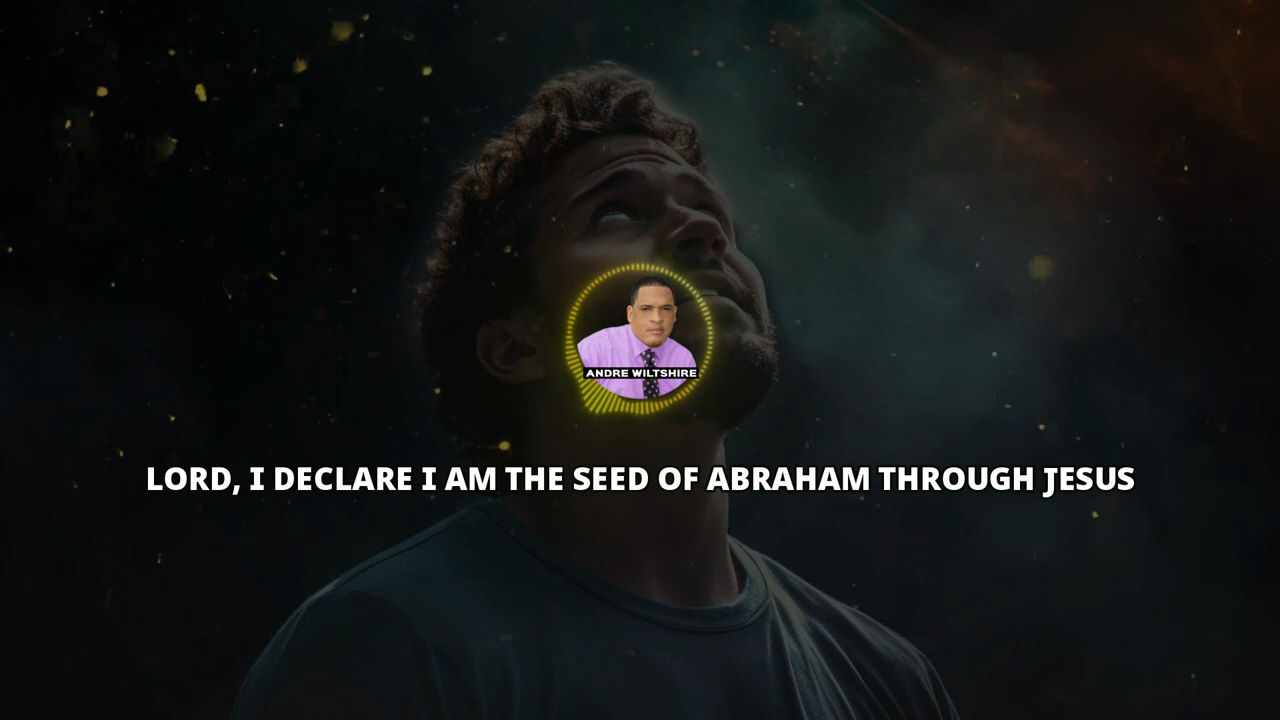 ANDRE WILTSHIRE
LORD, I DECLARE I AM THE SEED OF ABRAHAM THROUGH JESUS